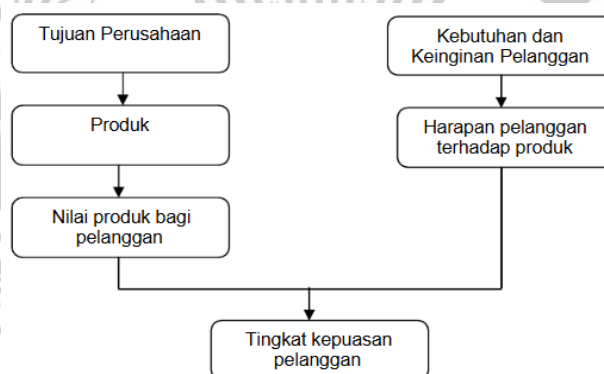 Tujuan Perusahaan
Kebutuhan dan
Keinginan Pelanggan
Produk
Harapan pelanggan
terhadap produk
Nilai produk bagi
pelanggan
Tingkat kepuasan
pelanggan